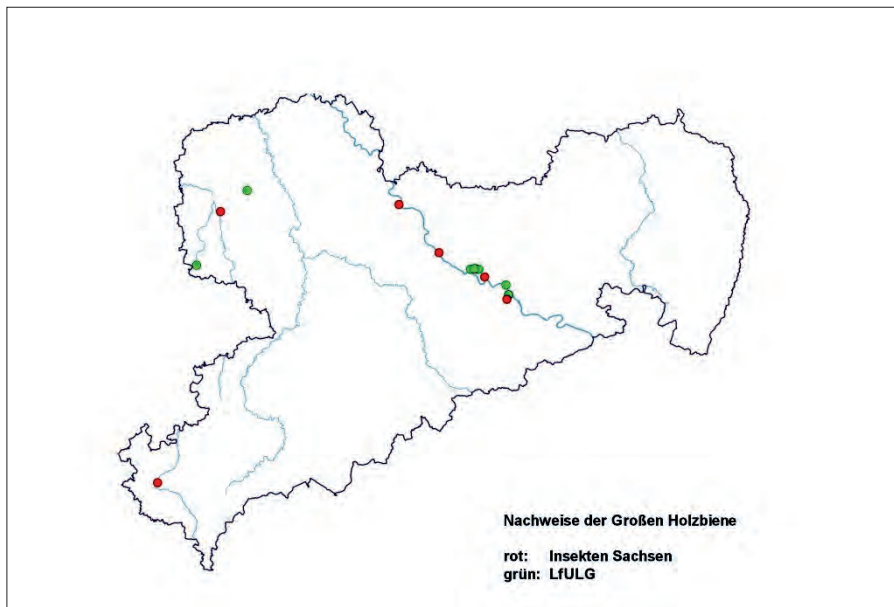 Nachweise der Großen Holzbiene
rot: Insekten Sachsen
grün: LfULG